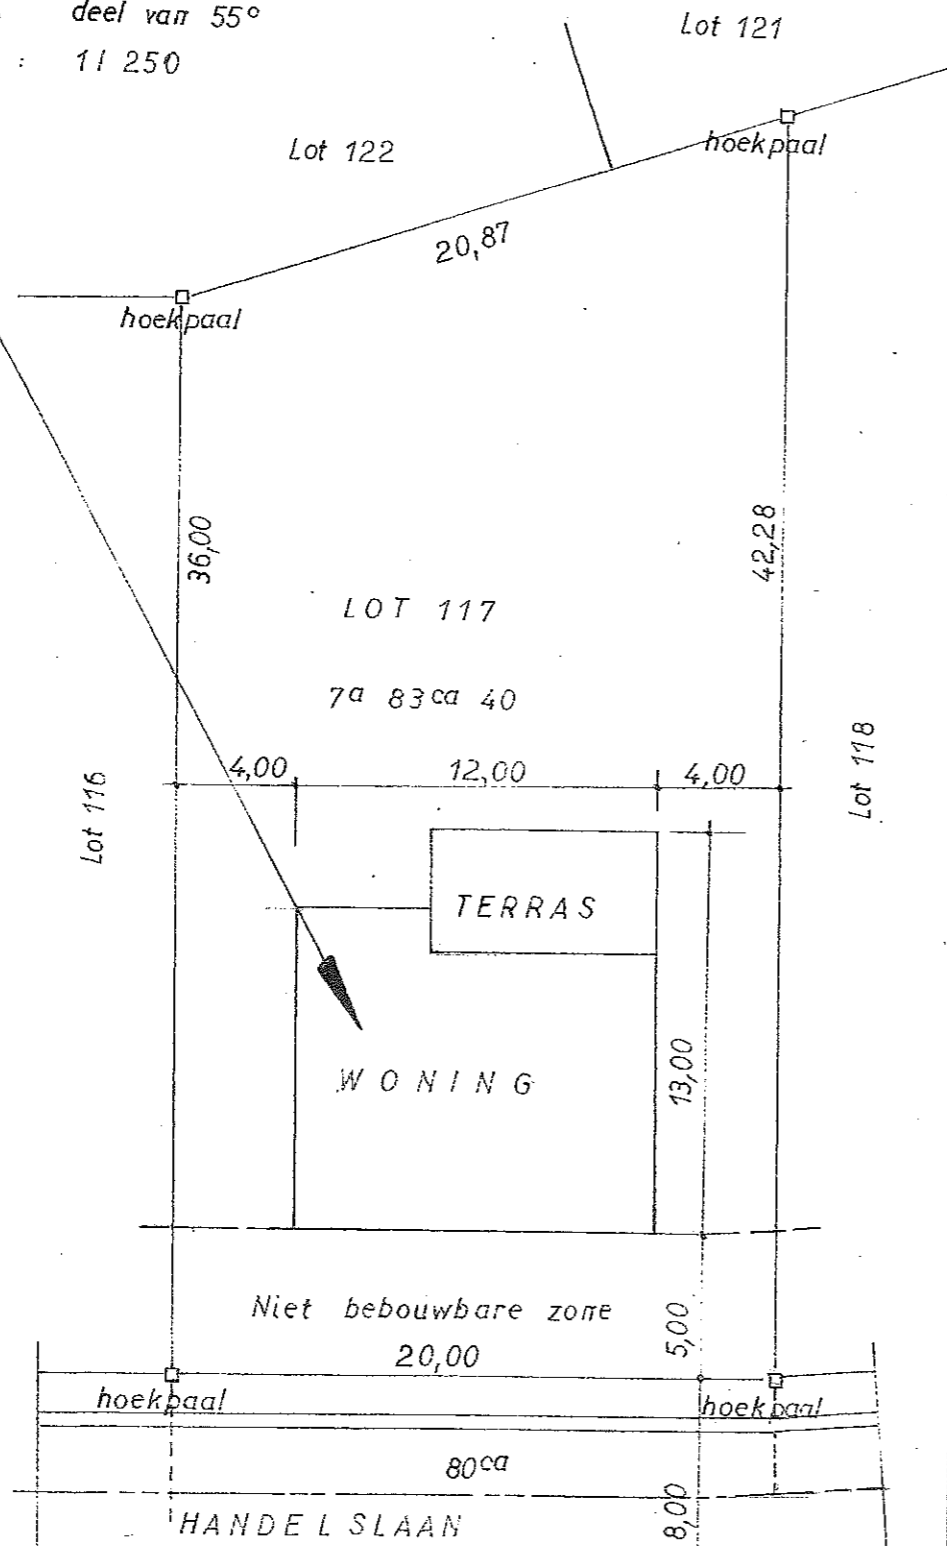 deel van 55°
: 1/ 250
Lot 121
Lot 122
hoekpaal
20,87
hoekpaal
36,00
42,28
LOT 117
7a 83ca 40
Lot 116
Lot 118
4,00
12,00
4,00
TERRAS
WONING
13,00
Niet bebouwbare zone
5,00
20,00
hoekpaal
hoekpaal
80ca
8,00
HANDELSLAAN